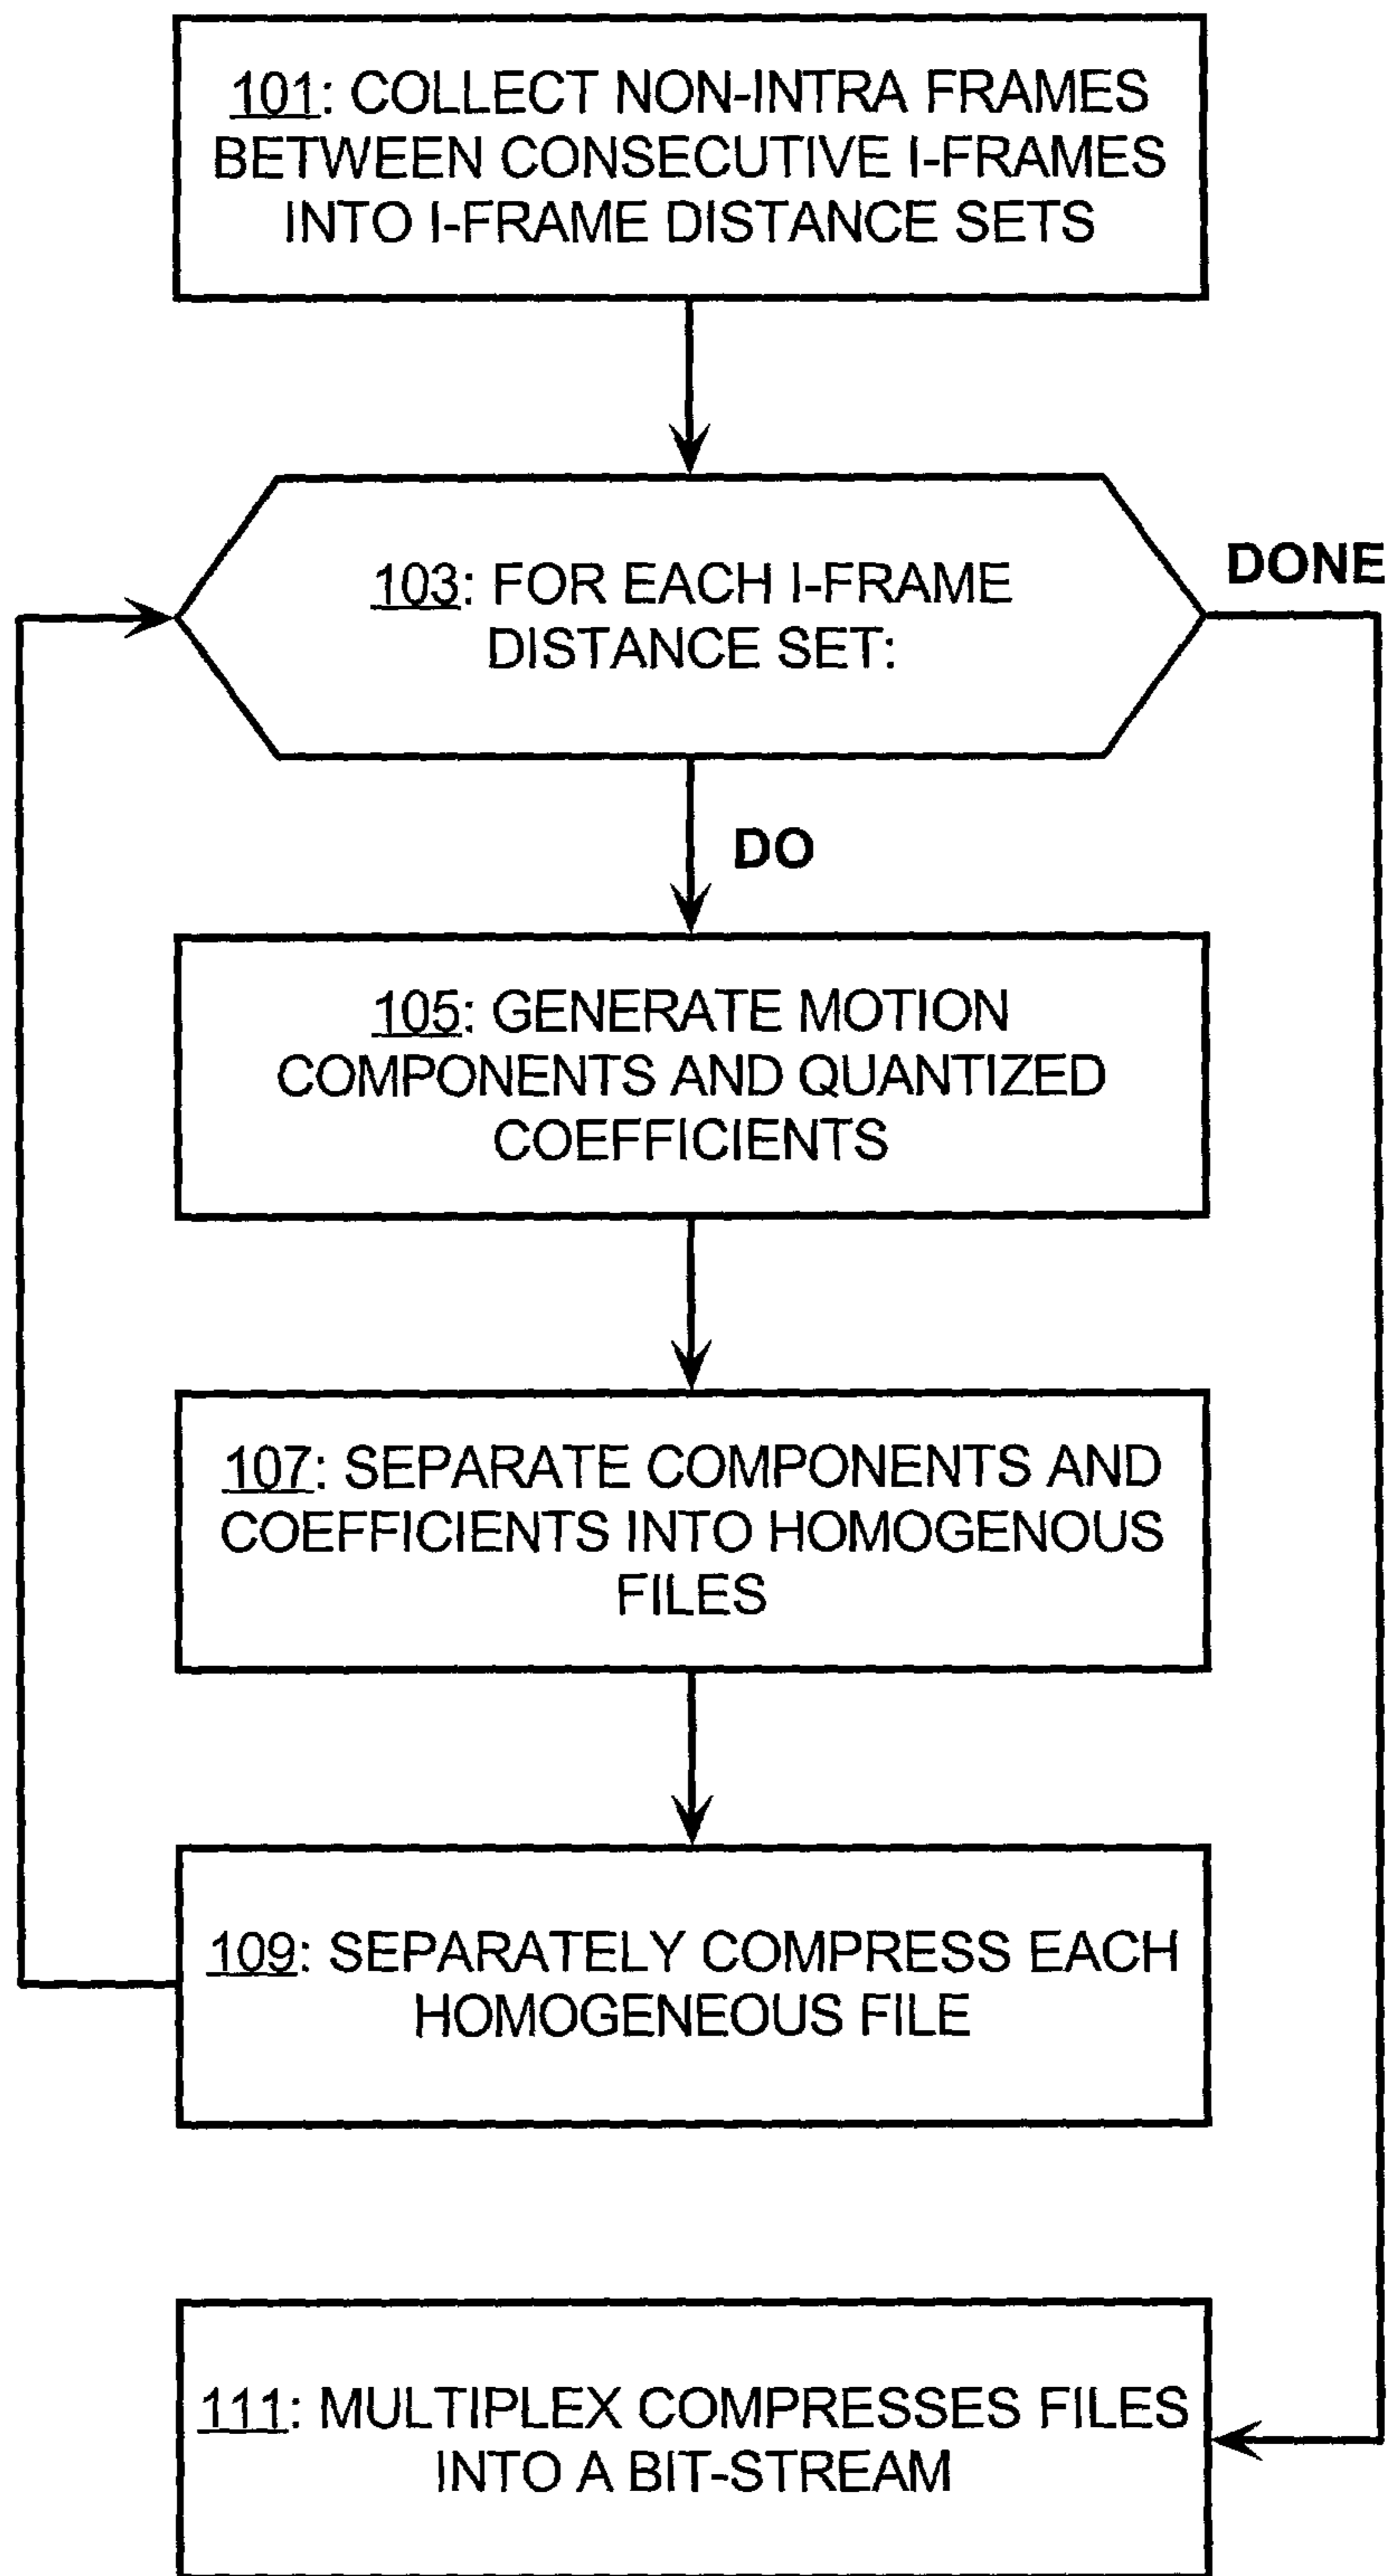 101: COLLECT NON-INTRA FRAMES
BETWEEN CONSECUTIVE I-FRAMES
INTO I-FRAME DISTANCE SETS
103: FOR EACH I-FRAME
DISTANCE SET:
DONE
DO
105: GENERATE MOTION
COMPONENTS AND QUANTIZED
COEFFICIENTS
107: SEPARATE COMPONENTS AND
COEFFICIENTS INTO HOMOGENOUS
FILES
109: SEPARATELY COMPRESS EACH
HOMOGENEOUS FILE
111: MULTIPLEX COMPRESSES FILES
INTO A BIT-STREAM